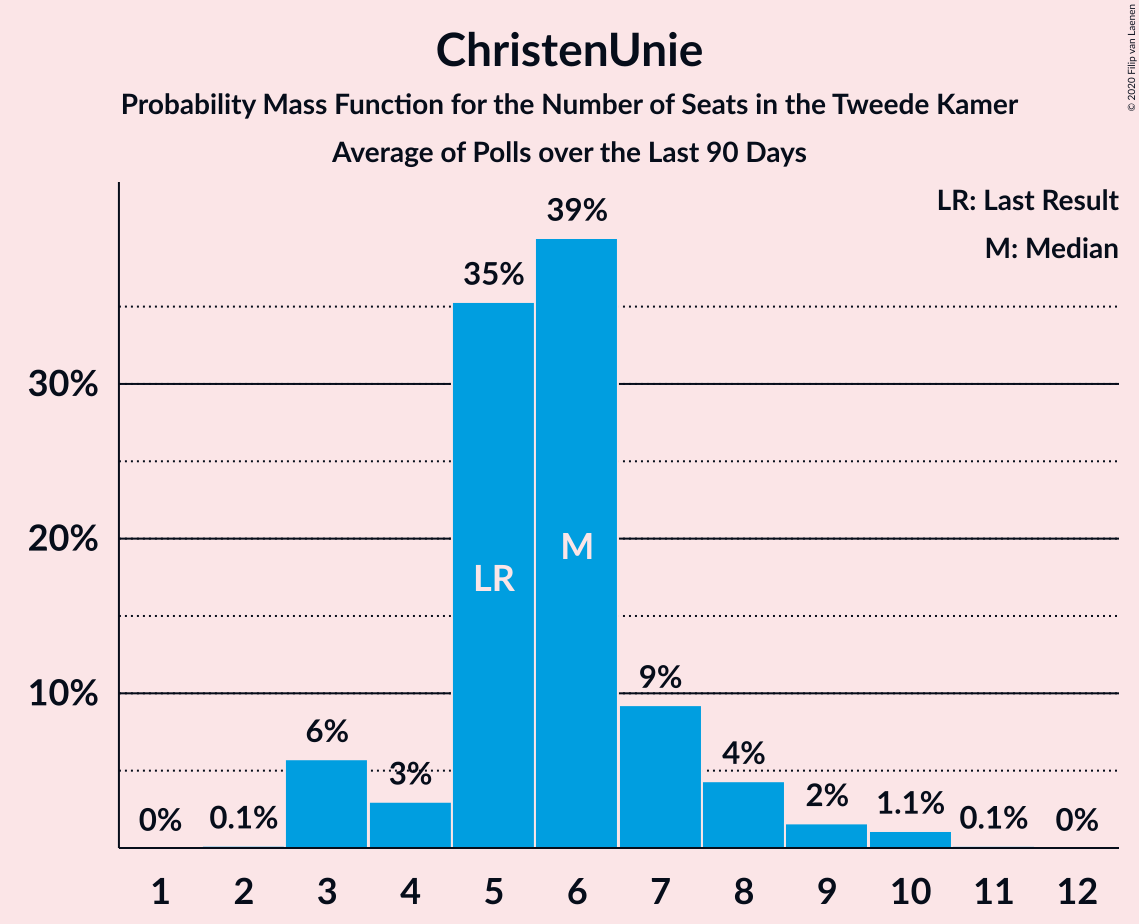 ChristenUnie
Probability Mass Function for the Number of Seats in the Tweede Kamer
Average of Polls over the Last 90 Days
© 2020 Filip van Laenen
LR: Last Result
M: Median
39%
35%
30%
20%
M
LR
10%
9%
6%
4%
3%
2%
1.1%
0%
0.1%
0.1%
0%
1 2 3 4 5 6 7 8 9 10 11 12